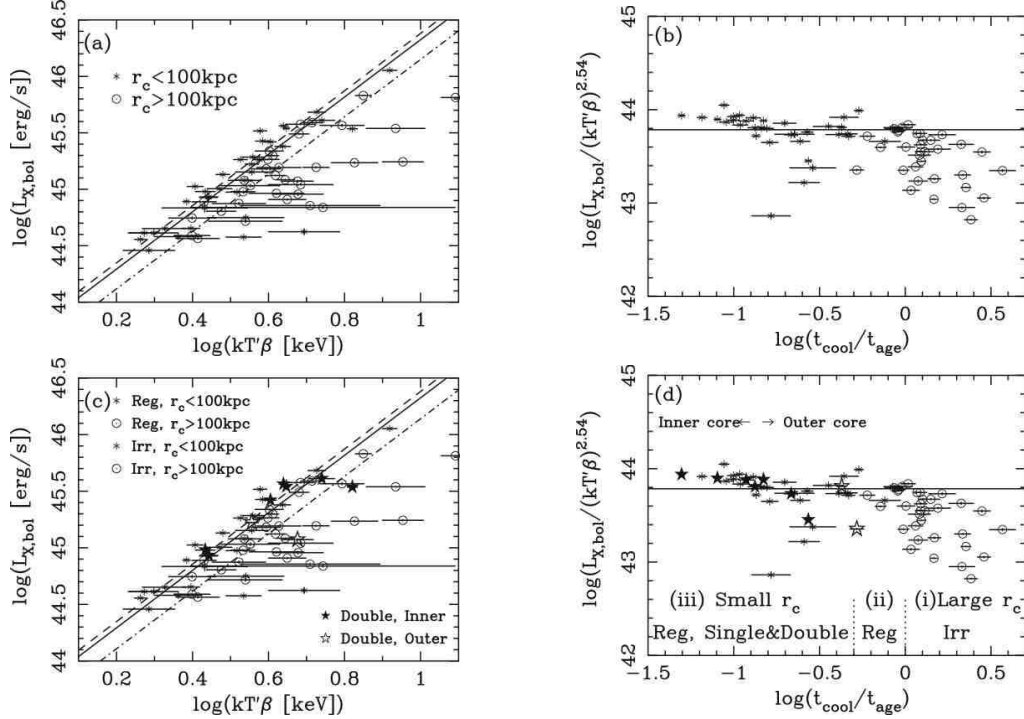 (a)
∗ r_c<100kpc
⊙ r_c>100kpc
log(L_X,bol [erg/s])
46.5
46
45.5
45
44.5
44
0.2 0.4 0.6 0.8 1
log(kT′β [keV])
(b)
log(L_X,bol/(kT′β)^2.54)
45
44
43
42
−1.5 −1 −0.5 0 0.5
log(t_cool/t_age)
(c)
∗ Reg, r_c<100kpc
⊙ Reg, r_c>100kpc
∗ Irr, r_c<100kpc
⊙ Irr, r_c>100kpc
★ Double, Inner
☆ Double, Outer
log(L_X,bol [erg/s])
46.5
46
45.5
45
44.5
44
0.2 0.4 0.6 0.8 1
log(kT′β [keV])
(d)
Inner core ← → Outer core
(iii) Small r_c (ii) (i)Large r_c
Reg, Single&Double Reg Irr
log(L_X,bol/(kT′β)^2.54)
45
44
43
42
−1.5 −1 −0.5 0 0.5
log(t_cool/t_age)